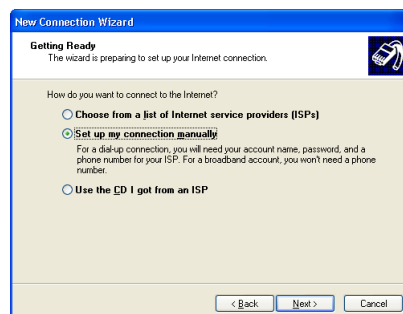 New Connection Wizard
Getting Ready
The wizard is preparing to set up your Internet connection.
How do you want to connect to the Internet?
Choose from a list of Internet service providers (ISPs)
Set up my connection manually
For a dial-up connection, you will need your account name, password, and a
phone number for your ISP. For a broadband account, you won't need a phone
number.
Use the CD I got from an ISP
< Back
Next >
Cancel